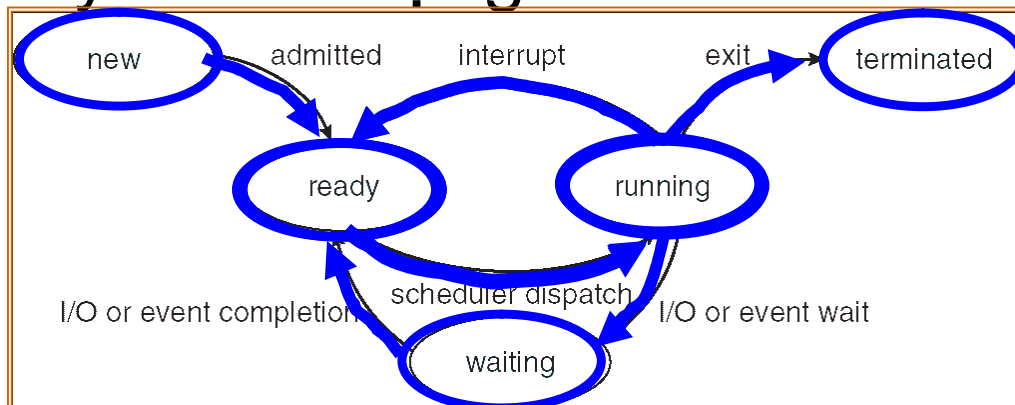 new
admitted
interrupt
exit
terminated
ready
running
scheduler dispatch
I/O or event completion
I/O or event wait
waiting